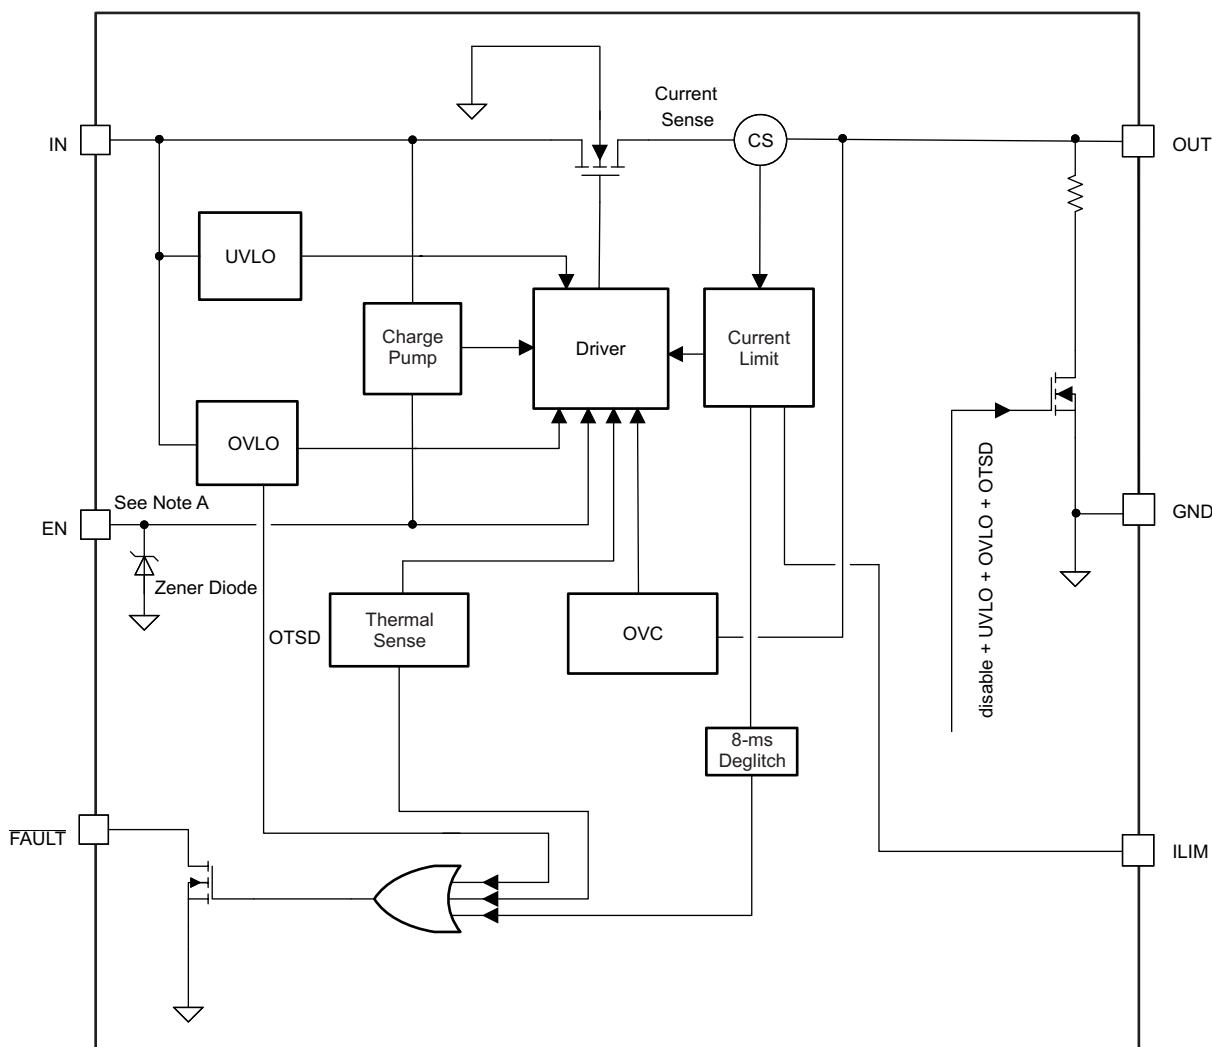 Current
Sense
IN
CS
OUT
UVLO
Charge
Pump
Driver
Current
Limit
OVLO
See Note A
EN
Zener Diode
disable + UVLO + OVLO + OTSD
GND
OTSD
Thermal
Sense
OVC
8-ms
Deglitch
FAULT
ILIM